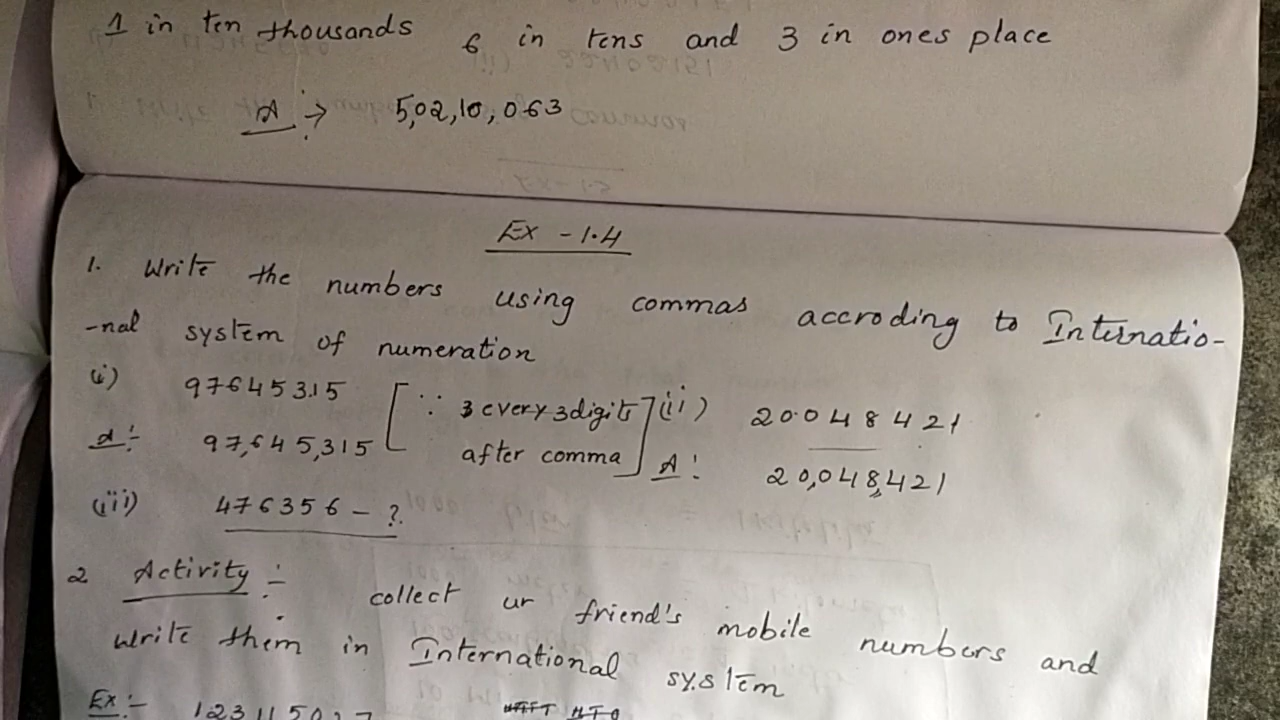 1 in ten thousands 6 in tens and 3 in ones place
A :→ 5,02,10,063
Ex - 1.4
1. Write the numbers using commas accroding to Internatio-
-nal system of numeration
(i) 97645315 [∵ 3 every 3 digits (ii) 20048421
A:- 97,645,315 after comma] A: 20,048,421
(iii) 476356 - ?
2 Activity :- collect ur friend's mobile numbers and
write them in International system
Ex:-